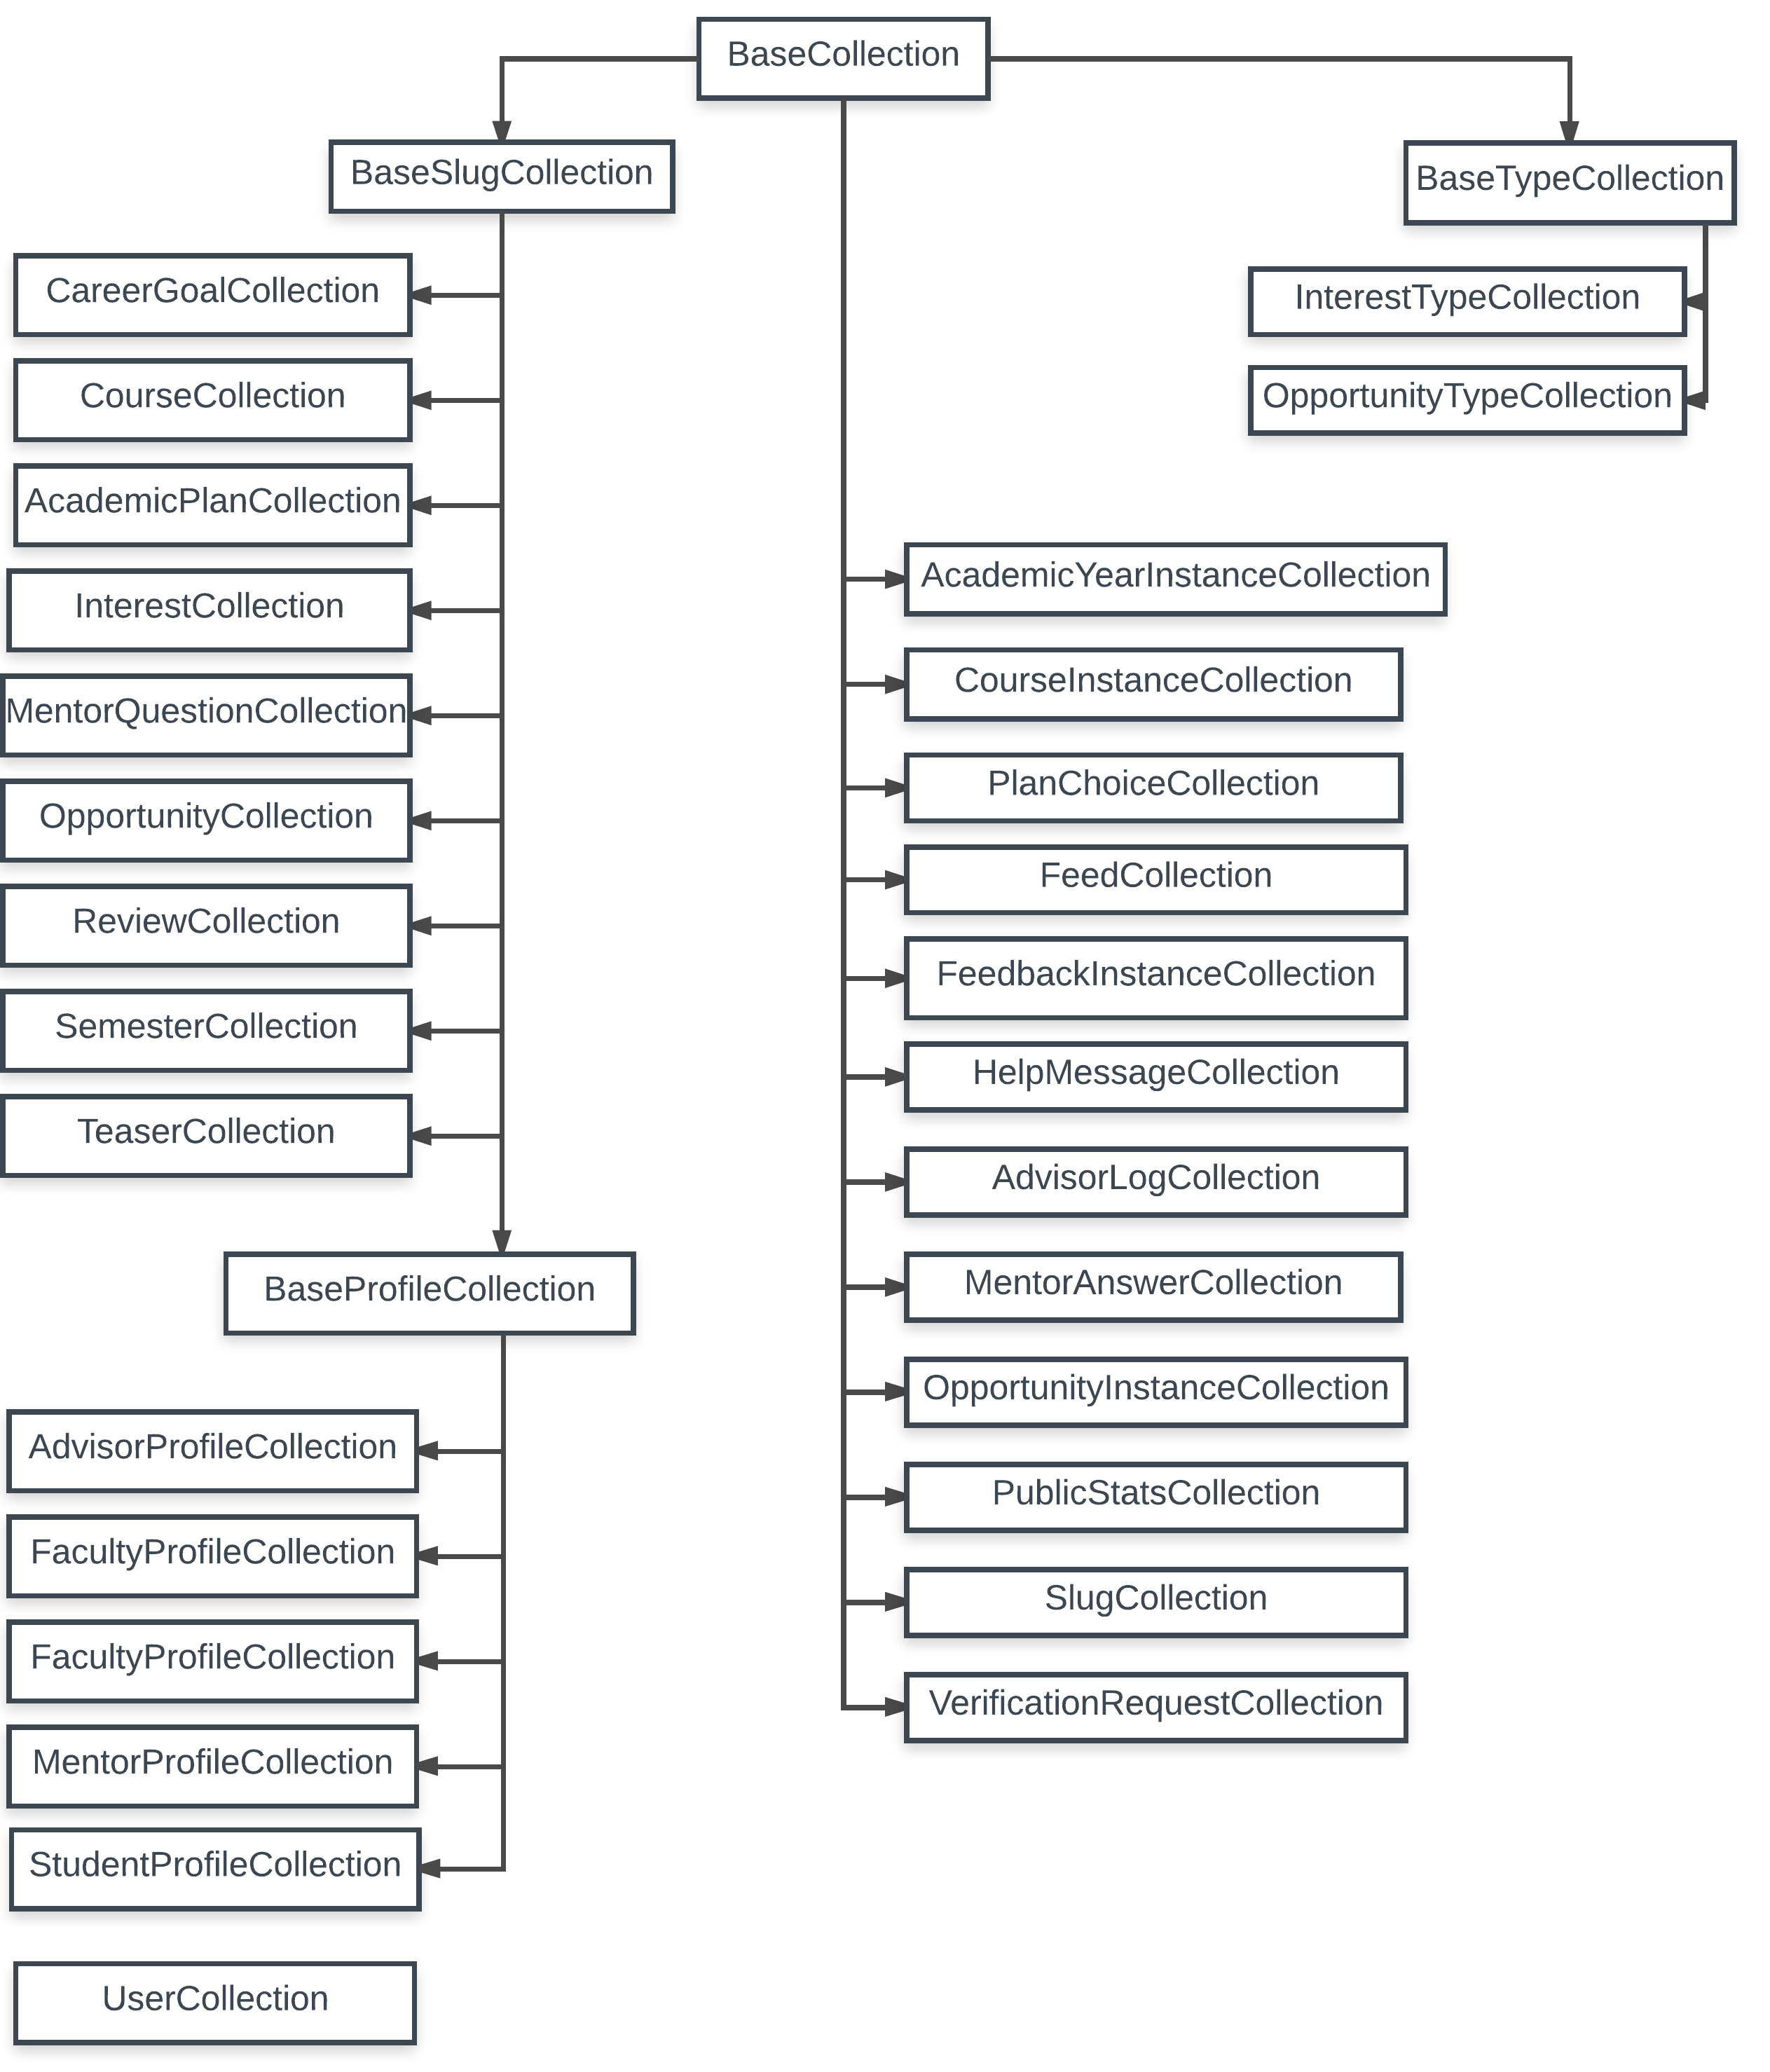 BaseCollection
BaseSlugCollection
BaseTypeCollection
CareerGoalCollection
CourseCollection
AcademicPlanCollection
InterestCollection
MentorQuestionCollection
OpportunityCollection
ReviewCollection
SemesterCollection
TeaserCollection
BaseProfileCollection
AdvisorProfileCollection
FacultyProfileCollection
FacultyProfileCollection
MentorProfileCollection
StudentProfileCollection
UserCollection
AcademicYearInstanceCollection
CourseInstanceCollection
PlanChoiceCollection
FeedCollection
FeedbackInstanceCollection
HelpMessageCollection
AdvisorLogCollection
MentorAnswerCollection
OpportunityInstanceCollection
PublicStatsCollection
SlugCollection
VerificationRequestCollection
InterestTypeCollection
OpportunityTypeCollection